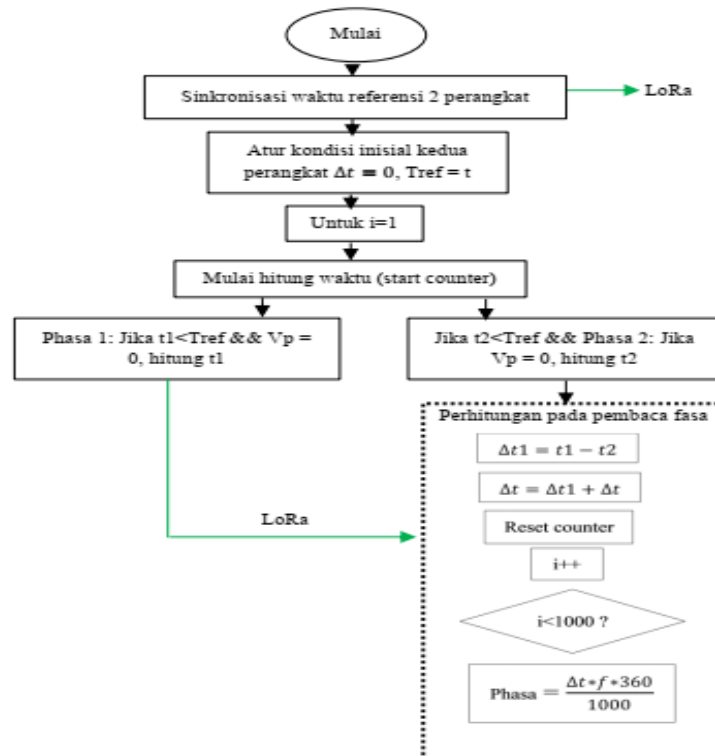 Mulai
Sinkronisasi waktu referensi 2 perangkat
LoRa
Atur kondisi inisial kedua
perangkat Δt = 0, Tref = t
Untuk i=1
Mulai hitung waktu (start counter)
Phasa 1: Jika t1<Tref && Vp =
0, hitung t1
Jika t2<Tref && Phasa 2: Jika
Vp = 0, hitung t2
Perhitungan pada pembaca fasa
Δt1 = t1 − t2
Δt = Δt1 + Δt
LoRa
Reset counter
i++
i<1000 ?
Phasa = Δt*f*360
1000